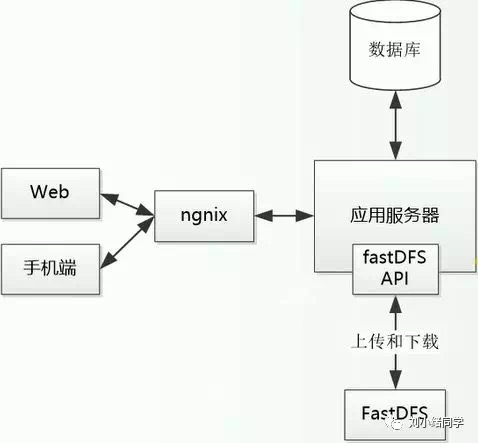 数据库
Web
ngnix
应用服务器
手机端
fastDFS
API
上传和下载
FastDFS
刘小绪同学